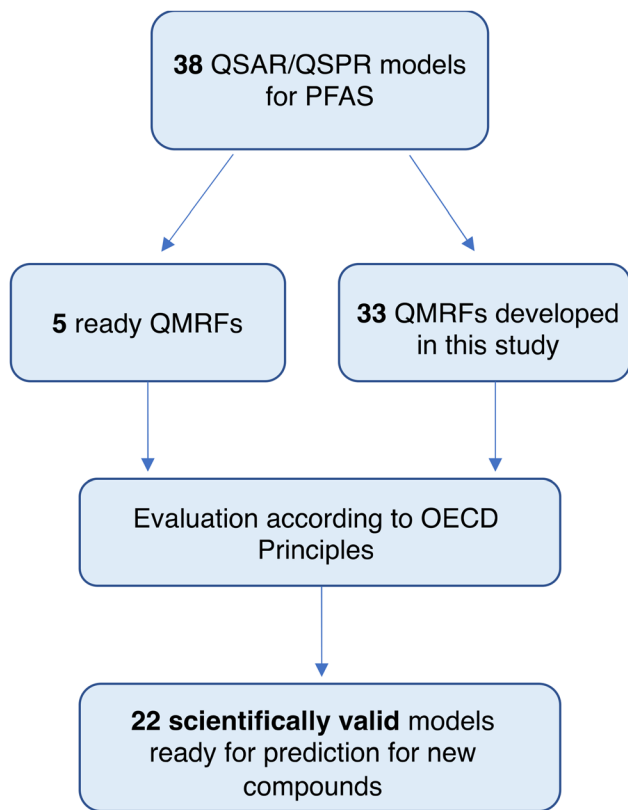 38 QSAR/QSPR models
for PFAS
5 ready QMRFs
33 QMRFs developed
in this study
Evaluation according to OECD
Principles
22 scientifically valid models
ready for prediction for new
compounds